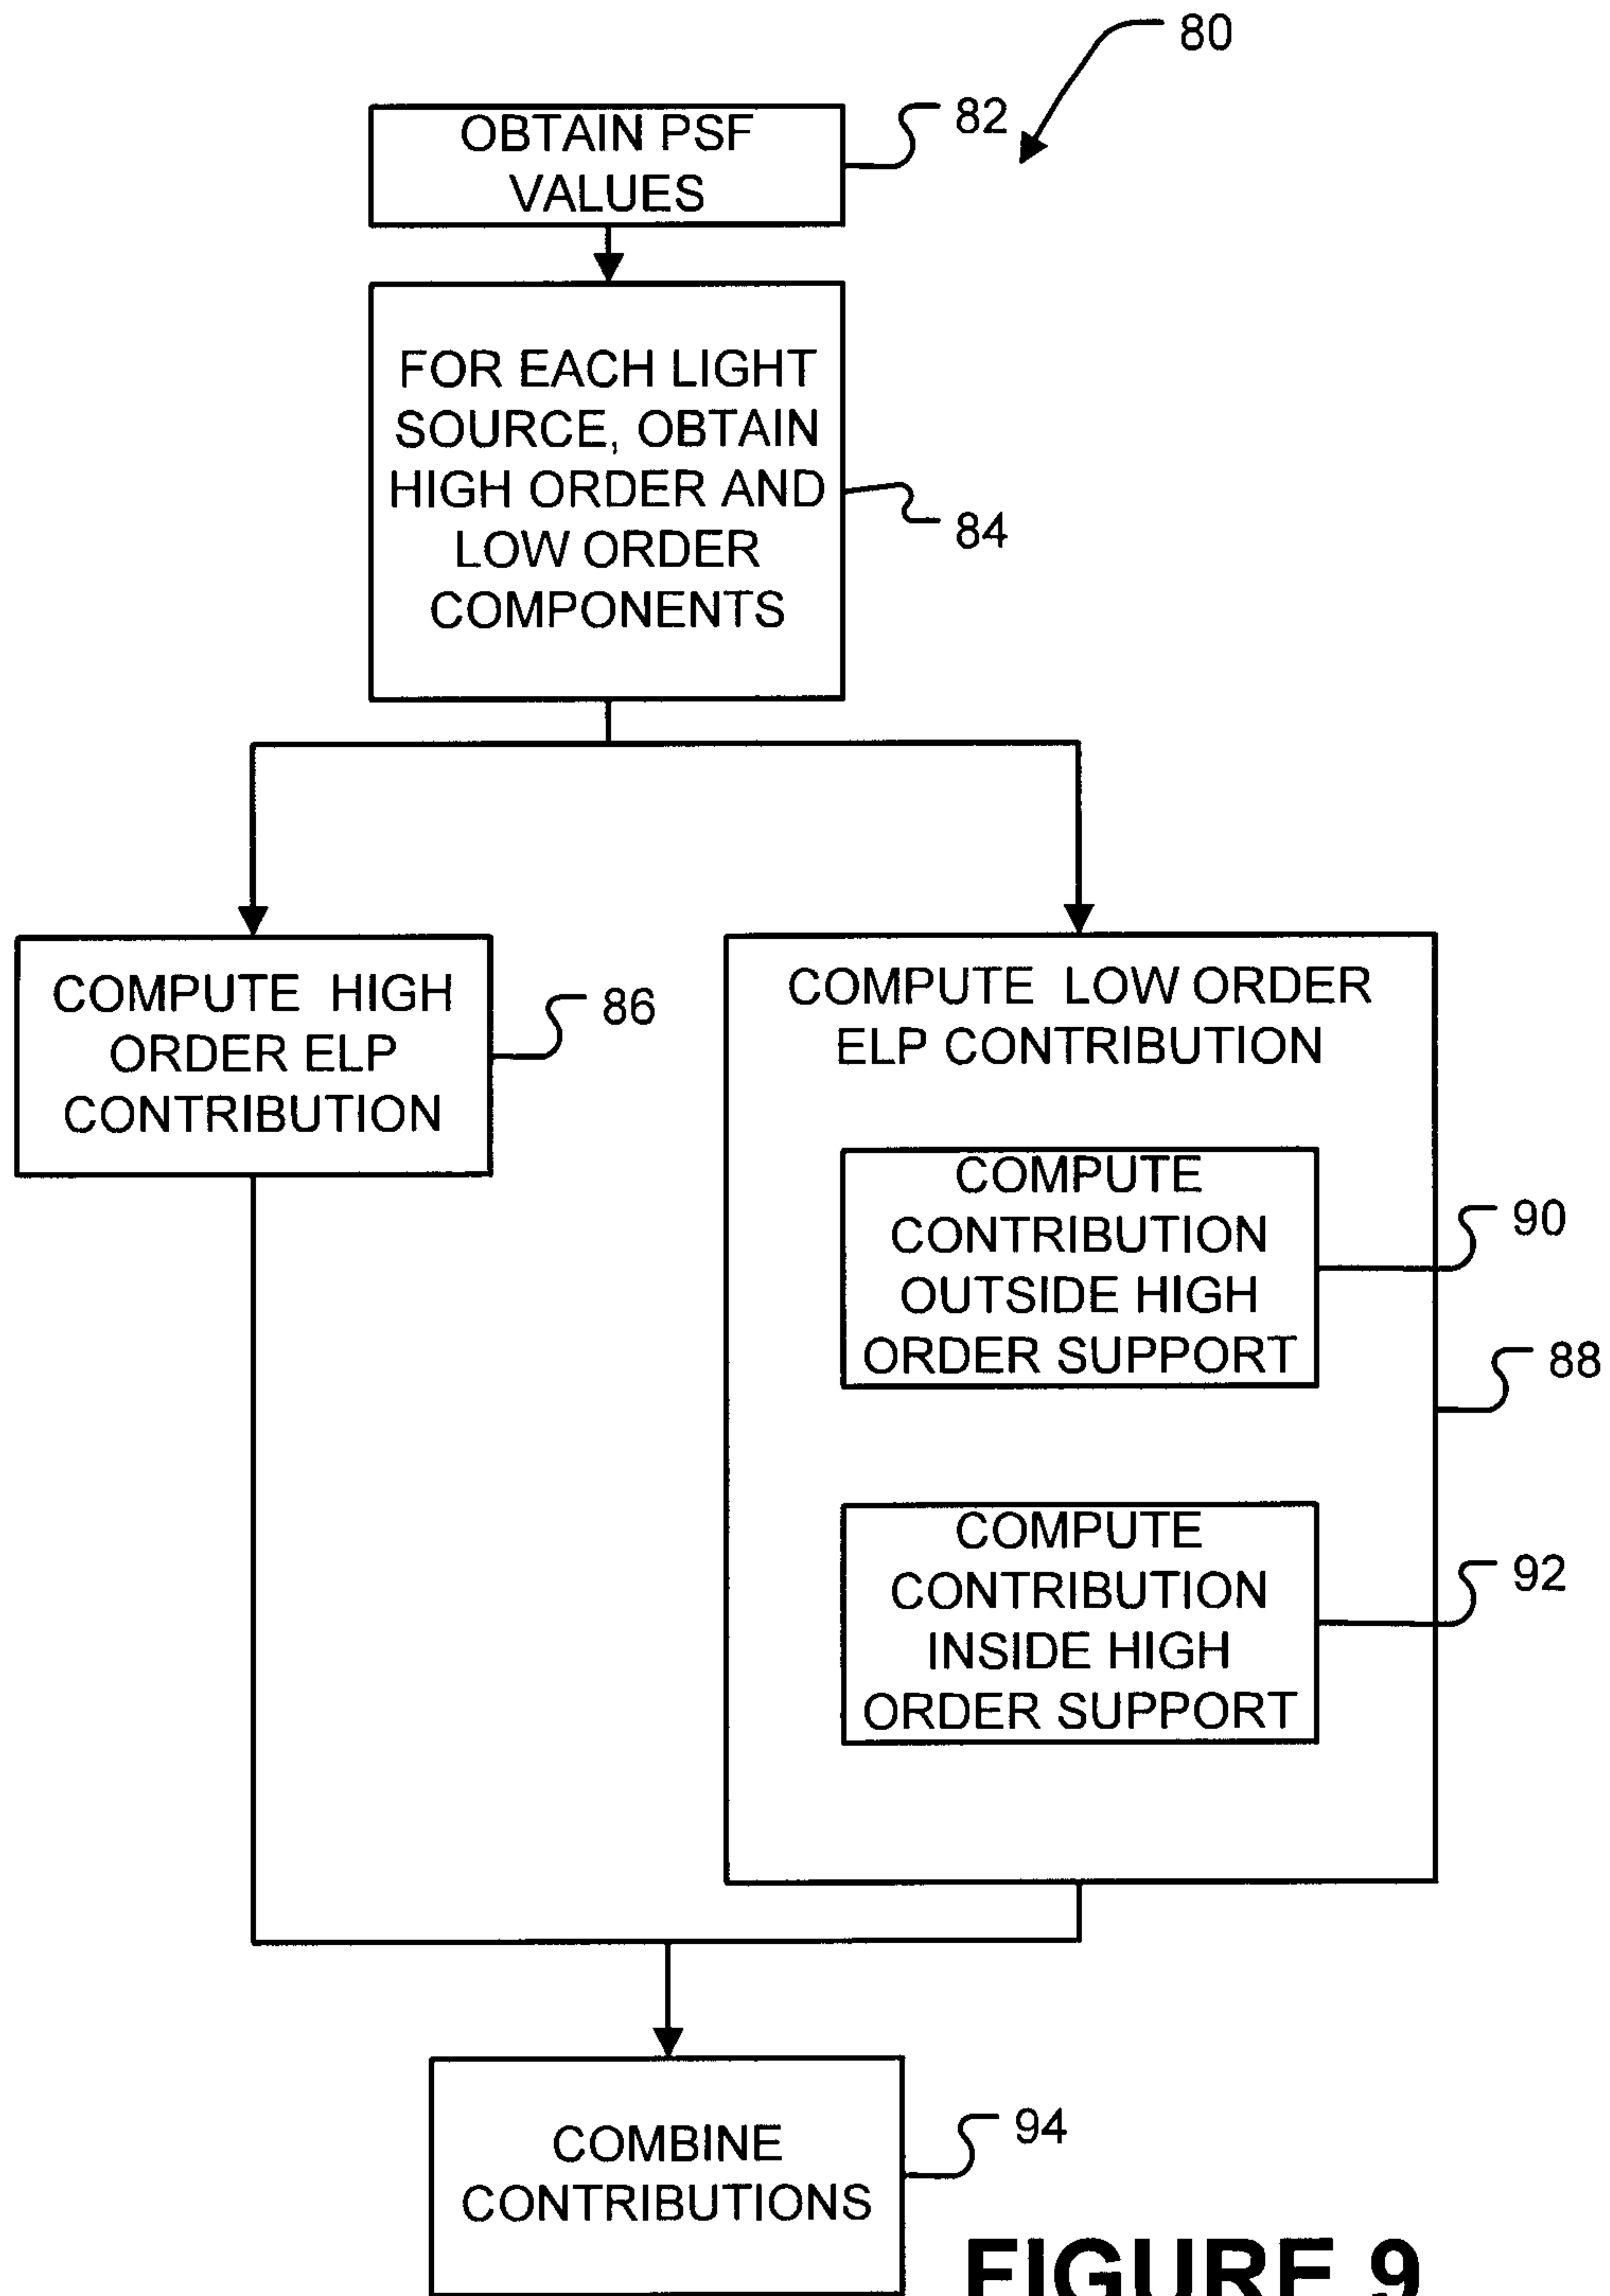 80
OBTAIN PSF
VALUES
82
FOR EACH LIGHT
SOURCE, OBTAIN
HIGH ORDER AND
LOW ORDER
COMPONENTS
84
COMPUTE HIGH
ORDER ELP
CONTRIBUTION
86
COMPUTE LOW ORDER
ELP CONTRIBUTION
COMPUTE
CONTRIBUTION
OUTSIDE HIGH
ORDER SUPPORT
90
88
COMPUTE
CONTRIBUTION
INSIDE HIGH
ORDER SUPPORT
92
COMBINE
CONTRIBUTIONS
94
FIGURE 9